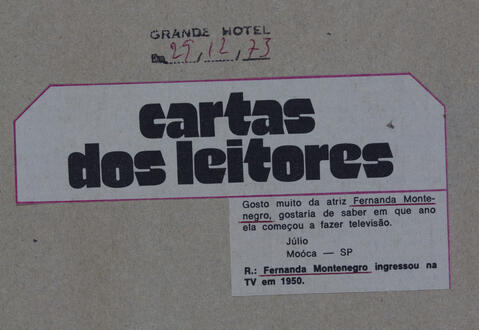 GRANDE HOTEL
Em 29, 12, 73
cartas
dos leitores
Gosto muito da atriz Fernanda Monte-
negro, gostaria de saber em que ano
ela começou a fazer televisão.
Júlio
Moóca — SP
R.: Fernanda Montenegro ingressou na
TV em 1950.